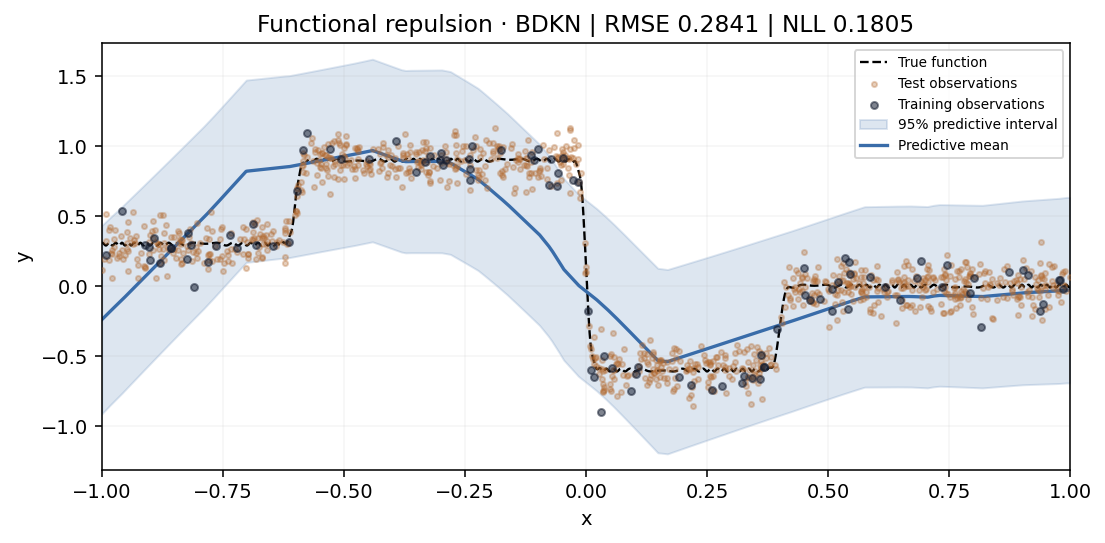 Functional repulsion · BDKN | RMSE 0.2841 | NLL 0.1805
True function
Test observations
Training observations
95% predictive interval
Predictive mean
1.5
1.0
0.5
0.0
−0.5
−1.0
y
−1.00 −0.75 −0.50 −0.25 0.00 0.25 0.50 0.75 1.00
x